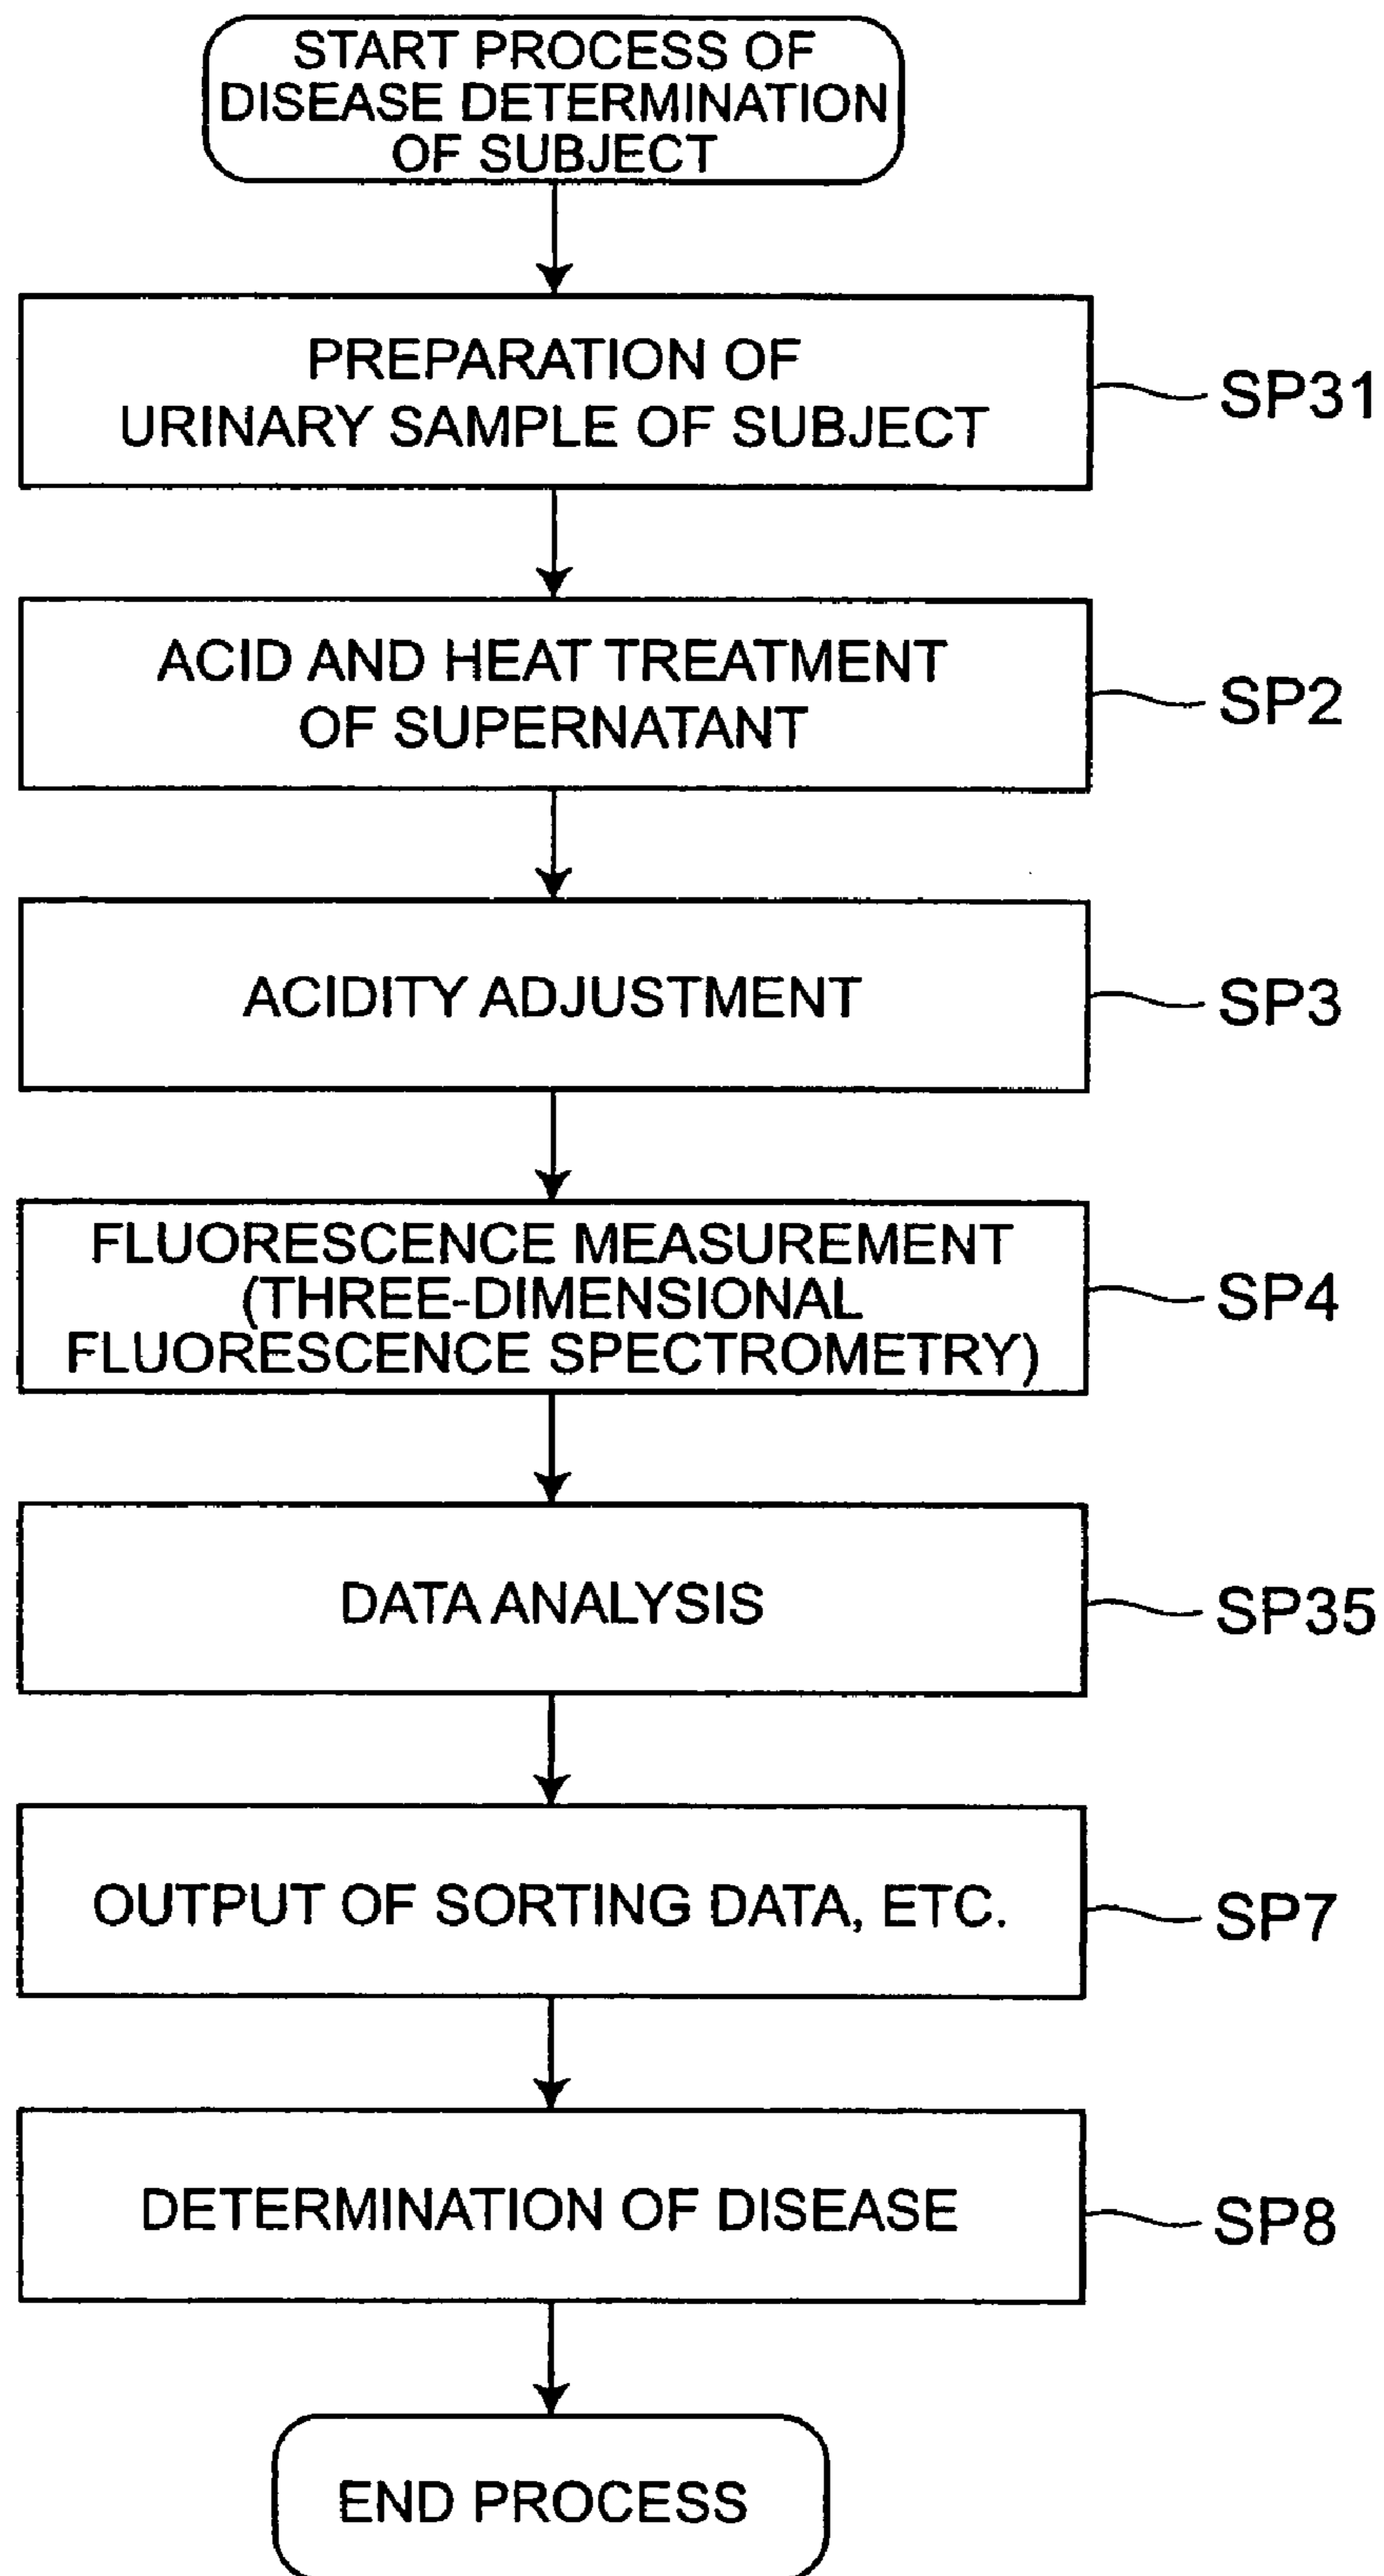 START PROCESS OF
DISEASE DETERMINATION
OF SUBJECT
PREPARATION OF
URINARY SAMPLE OF SUBJECT
SP31
ACID AND HEAT TREATMENT
OF SUPERNATANT
SP2
ACIDITY ADJUSTMENT
SP3
FLUORESCENCE MEASUREMENT
(THREE-DIMENSIONAL
FLUORESCENCE SPECTROMETRY)
SP4
DATA ANALYSIS
SP35
OUTPUT OF SORTING DATA, ETC.
SP7
DETERMINATION OF DISEASE
SP8
END PROCESS